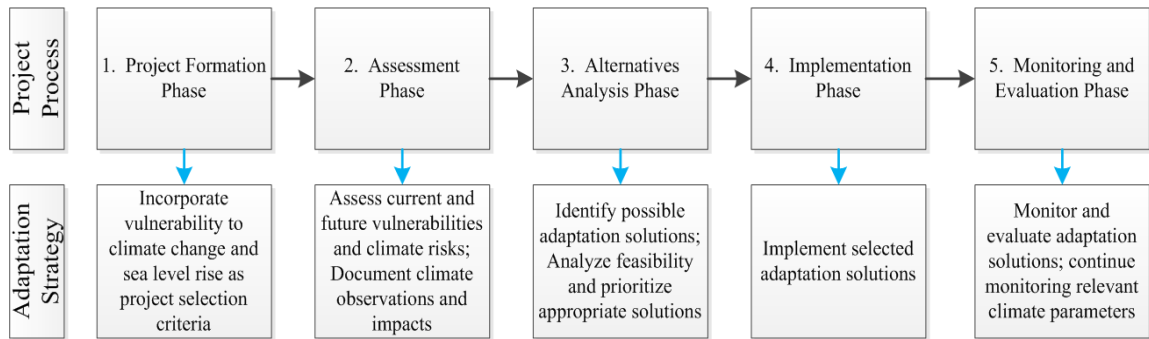 Project
Process
1. Project Formation
Phase
2. Assessment
Phase
3. Alternatives
Analysis Phase
4. Implementation
Phase
5. Monitoring and
Evaluation Phase
Adaptation
Strategy
Incorporate
vulnerability to
climate change and
sea level rise as
project selection
criteria
Assess current and
future vulnerabilities
and climate risks;
Document climate
observations and
impacts
Identify possible
adaptation solutions;
Analyze feasibility
and prioritize
appropriate solutions
Implement selected
adaptation solutions
Monitor and
evaluate adaptation
solutions; continue
monitoring relevant
climate parameters